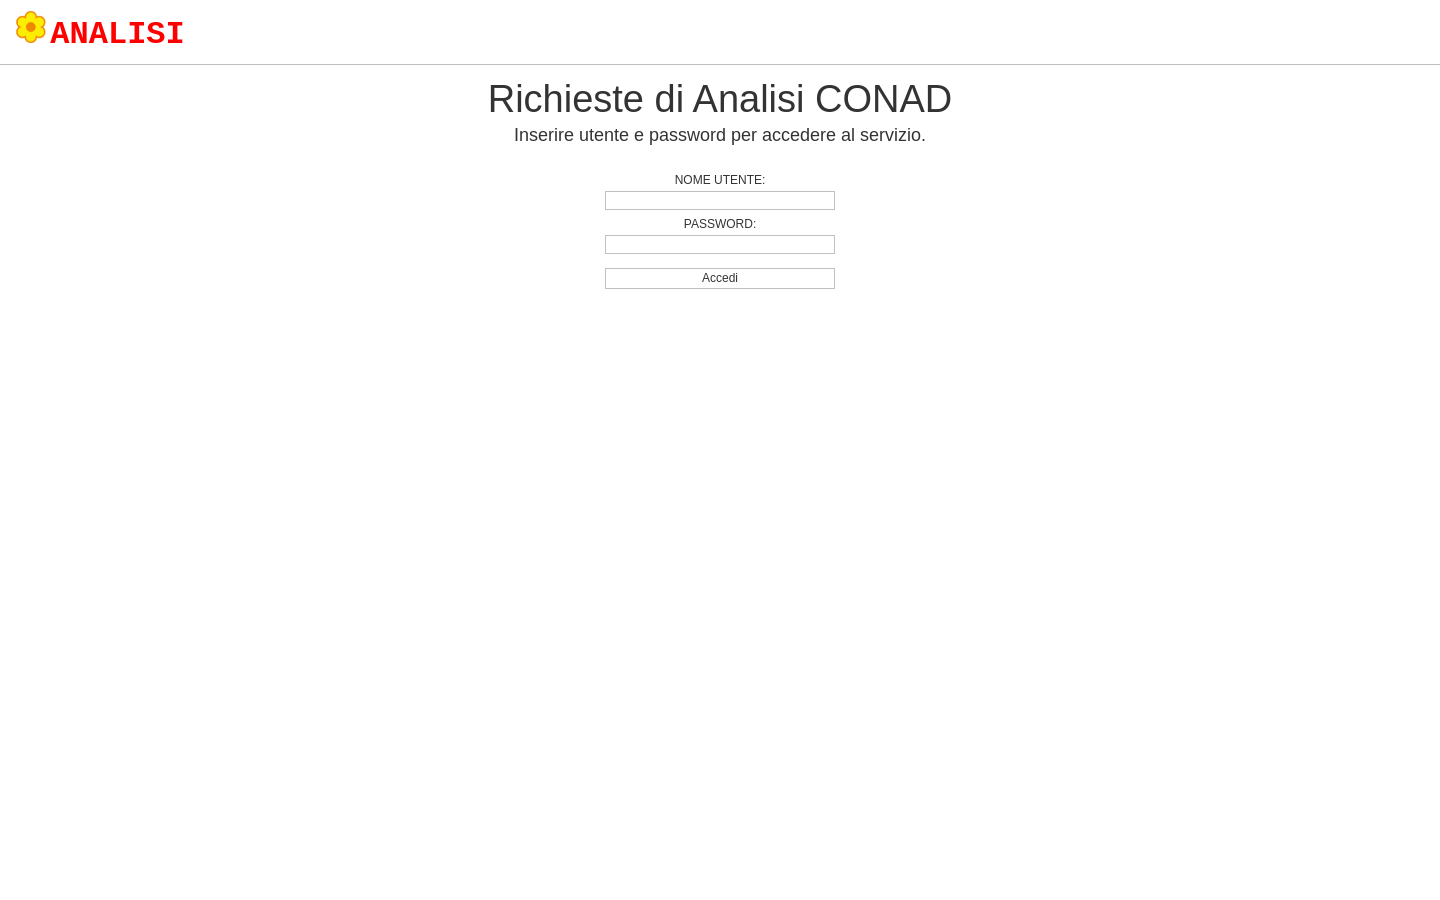 ANALISI
Richieste di Analisi CONAD
Inserire utente e password per accedere al servizio.
NOME UTENTE:
PASSWORD:
Accedi